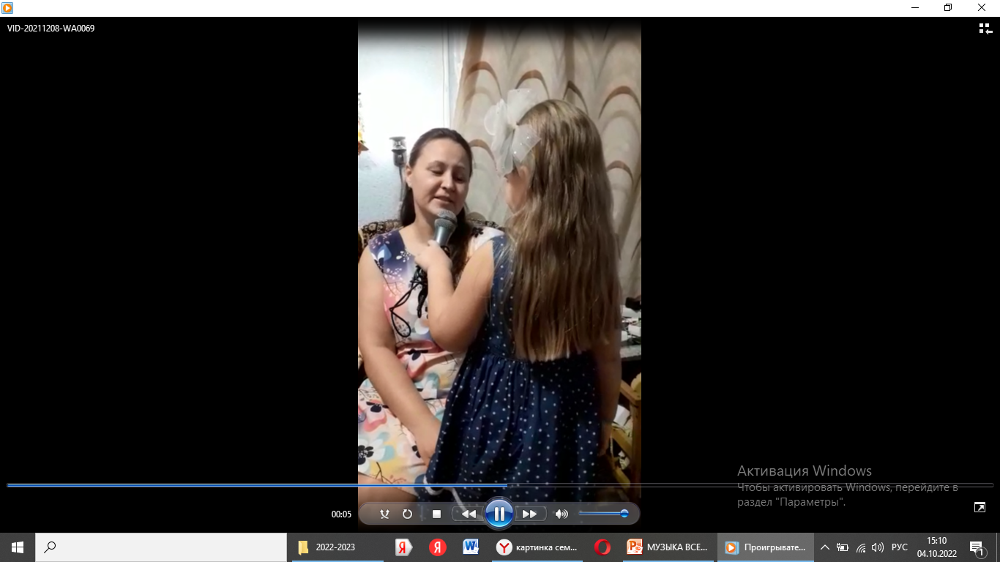 VID-20211208-WA0069
Активация Windows
Чтобы активировать Windows, перейдите в
раздел "Параметры".
00:05
2022-2023
Я
Я
W
Y
картинка сем...
P
МУЗЫКА ВСЕ...
Проигрывате...
РУС
15:10
04.10.2022
1